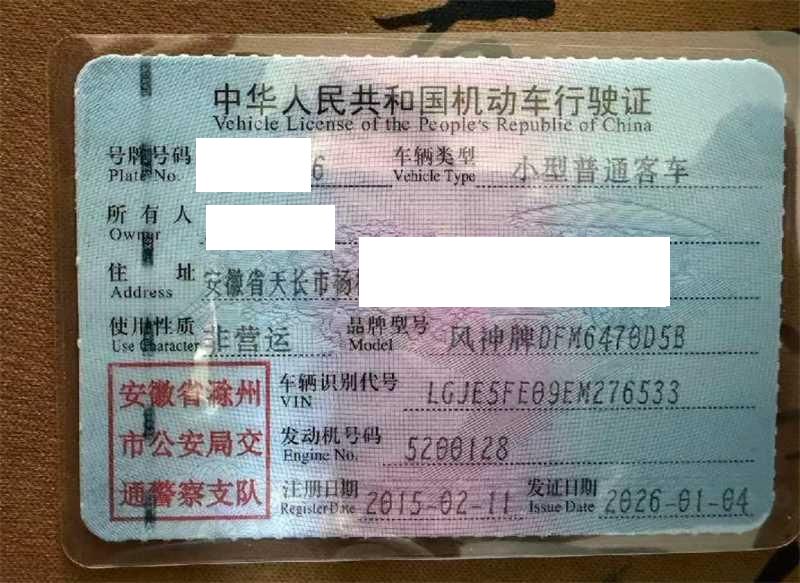 中华人民共和国机动车行驶证
Vehicle License of the People's Republic of China
号牌号码 6 车辆类型 小型普通客车
Plate No. Vehicle Type
所有人
Owner
住址 安徽省天长市杨
Address
使用性质 非营运 品牌型号 风神牌DFM6470D5B
Use Character Model
安徽省滁州
市公安局交
通警察支队
车辆识别代号 LGJE5FE09EM276533
VIN
发动机号码 5200128
Engine No.
注册日期 2015-02-11 发证日期 2026-01-04
Register Date Issue Date